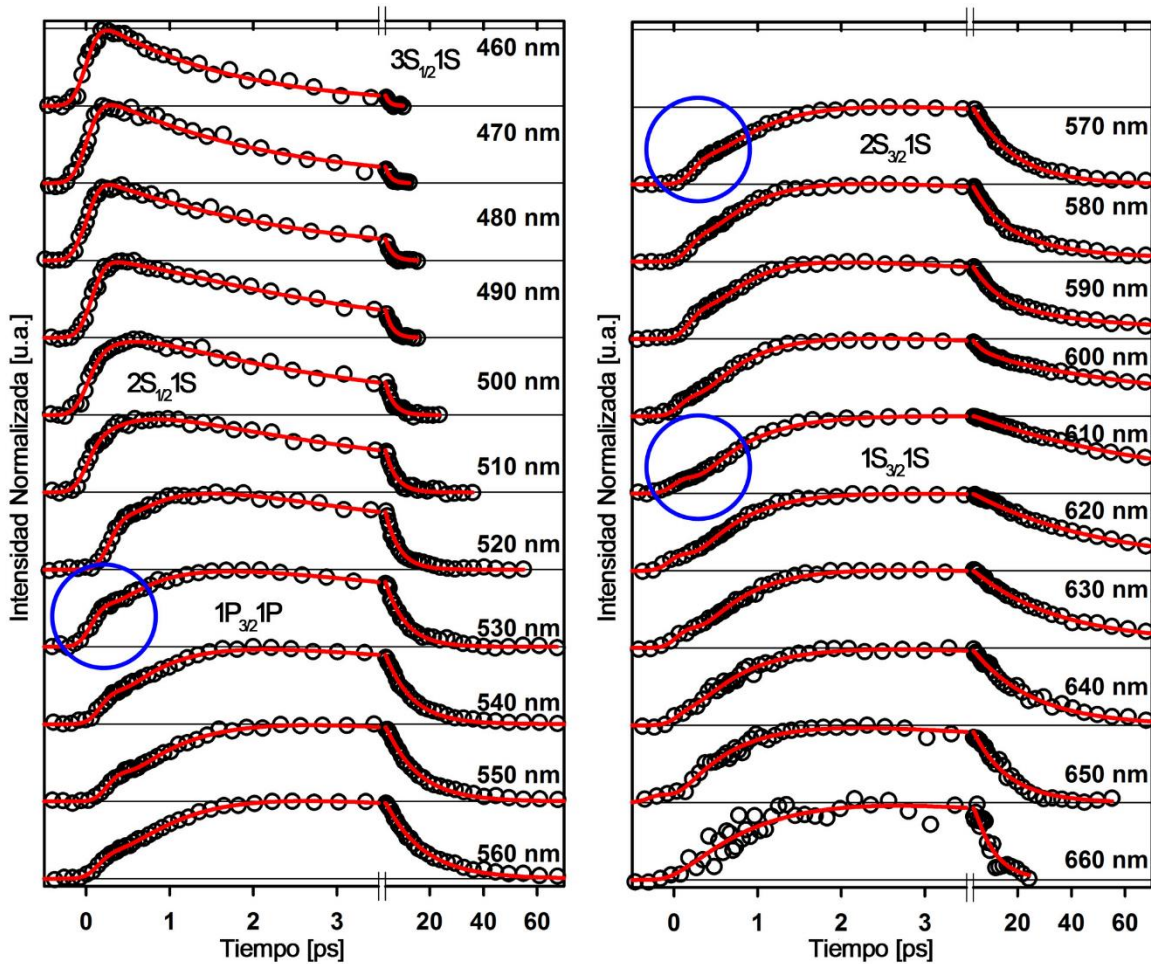 Intensidad Normalizada [u.a.]
460 nm
3S1/21S
470 nm
480 nm
490 nm
500 nm
2S1/21S
510 nm
520 nm
530 nm
1P3/21P
540 nm
550 nm
560 nm
0 1 2 3 20 40 60
Tiempo [ps]
Intensidad Normalizada [u.a.]
570 nm
2S3/21S
580 nm
590 nm
600 nm
610 nm
1S3/21S
620 nm
630 nm
640 nm
650 nm
660 nm
0 1 2 3 20 40 60
Tiempo [ps]